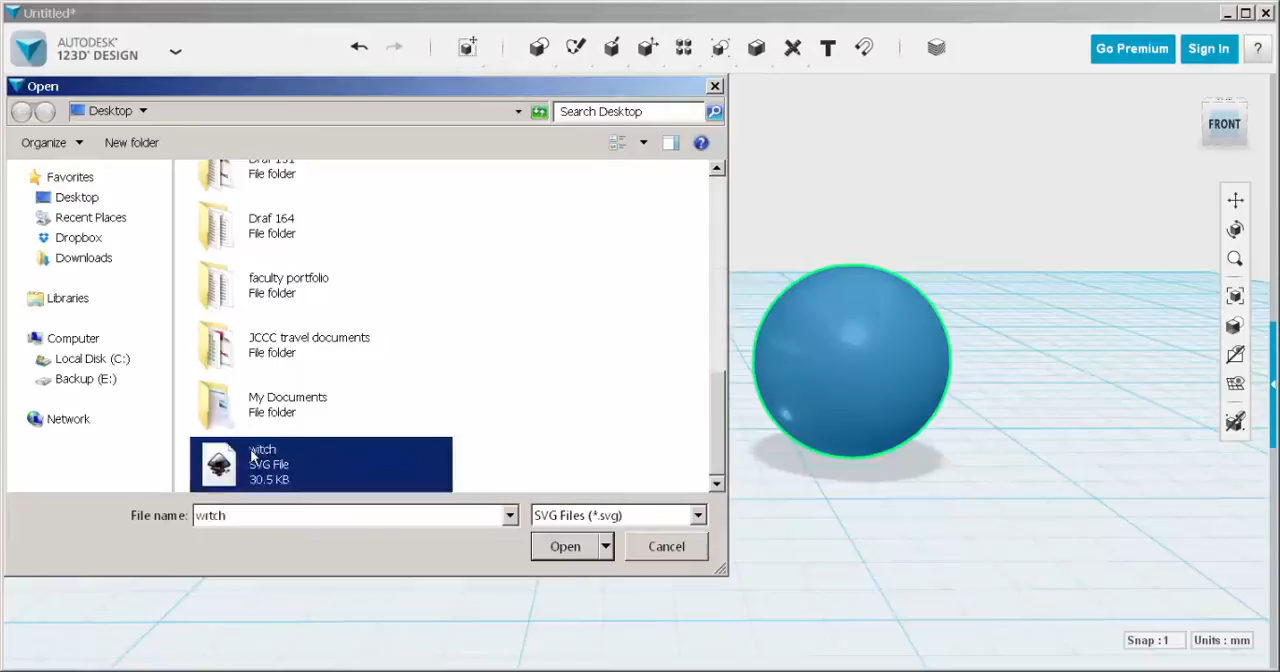 Untitled*
AUTODESK®
123D® DESIGN
Go Premium
Sign In
?
Open
Desktop
Search Desktop
Organize
New folder
FRONT
Favorites
Desktop
Recent Places
Dropbox
Downloads
Libraries
Computer
Local Disk (C:)
Backup (E:)
Network
Draf 151
File folder
Draf 164
File folder
faculty portfolio
File folder
JCCC travel documents
File folder
My Documents
File folder
witch
SVG File
30.5 KB
File name:
witch
SVG Files (*.svg)
Open
Cancel
Snap : 1
Units : mm